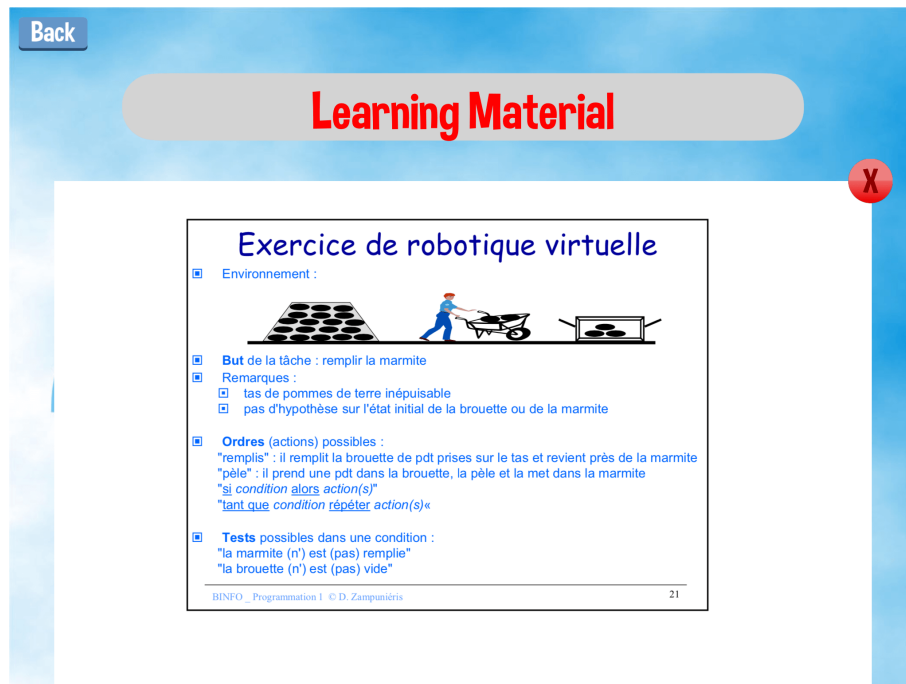 Back
Learning Material
X
Exercice de robotique virtuelle
Environnement :
But de la tâche : remplir la marmite
Remarques :
tas de pommes de terre inépuisable
pas d'hypothèse sur l'état initial de la brouette ou de la marmite
Ordres (actions) possibles :
"remplis" : il remplit la brouette de pdt prises sur le tas et revient près de la marmite
"pèle" : il prend une pdt dans la brouette, la pèle et la met dans la marmite
"si condition alors action(s)"
"tant que condition répéter action(s)«
Tests possibles dans une condition :
"la marmite (n') est (pas) remplie"
"la brouette (n') est (pas) vide"
BINFO _ Programmation 1 © D. Zampuniéris
21